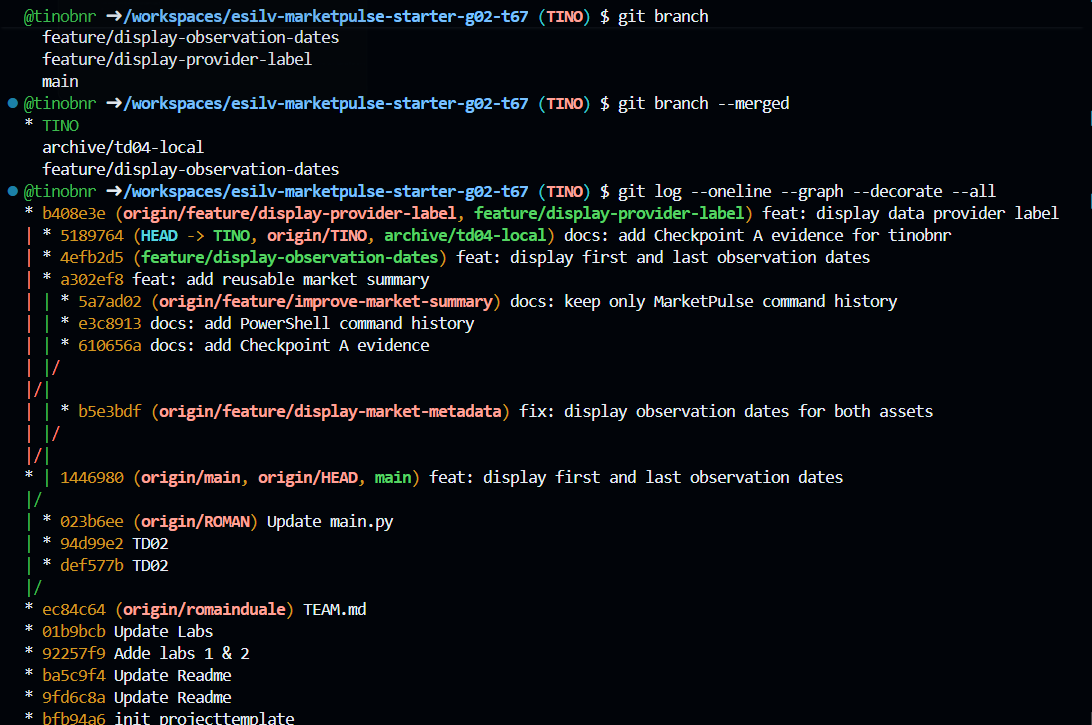 @tinobnr ➜/workspaces/esilv-marketpulse-starter-g02-t67 (TINO) $ git branch
  feature/display-observation-dates
  feature/display-provider-label
  main
@tinobnr ➜/workspaces/esilv-marketpulse-starter-g02-t67 (TINO) $ git branch --merged
* TINO
  archive/td04-local
  feature/display-observation-dates
@tinobnr ➜/workspaces/esilv-marketpulse-starter-g02-t67 (TINO) $ git log --oneline --graph --decorate --all
* b408e3e (origin/feature/display-provider-label, feature/display-provider-label) feat: display data provider label
| * 5189764 (HEAD -> TINO, origin/TINO, archive/td04-local) docs: add Checkpoint A evidence for tinobnr
| * 4efb2d5 (feature/display-observation-dates) feat: display first and last observation dates
| * a302ef8 feat: add reusable market summary
| | * 5a7ad02 (origin/feature/improve-market-summary) docs: keep only MarketPulse command history
| | * e3c8913 docs: add PowerShell command history
| | * 610656a docs: add Checkpoint A evidence
| |/
|/|
| | * b5e3bdf (origin/feature/display-market-metadata) fix: display observation dates for both assets
| |/
|/|
* | 1446980 (origin/main, origin/HEAD, main) feat: display first and last observation dates
|/
| * 023b6ee (origin/ROMAN) Update main.py
| * 94d99e2 TD02
| * def577b TD02
|/
* ec84c64 (origin/romainduale) TEAM.md
* 01b9bcb Update Labs
* 92257f9 Adde labs 1 & 2
* ba5c9f4 Update Readme
* 9fd6c8a Update Readme
* bfb94a6 init projecttemplate